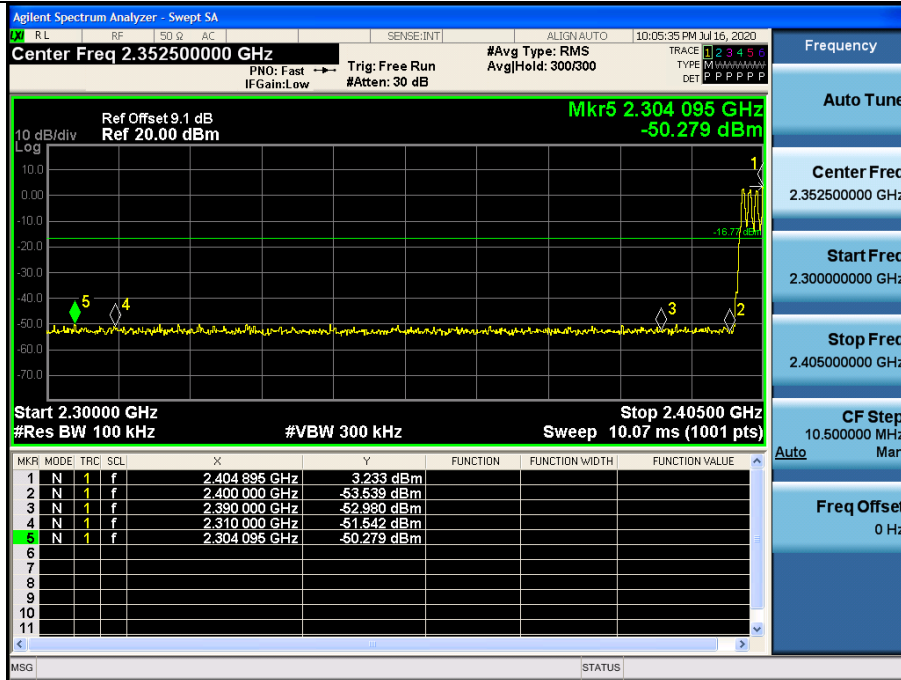 Agilent Spectrum Analyzer - Swept SA
LXI RL RF 50 Ω AC SENSE:INT ALIGN AUTO 10:05:35 PM Jul 16, 2020
Center Freq 2.352500000 GHz
PNO: Fast
IFGain:Low
Trig: Free Run
#Atten: 30 dB
#Avg Type: RMS
Avg|Hold: 300/300
TRACE 1 2 3 4 5 6
TYPE M WWWWW
DET P P P P P P
Mkr5 2.304 095 GHz
-50.279 dBm
Ref Offset 9.1 dB
10 dB/div Ref 20.00 dBm
Log
10.0
0.00
-10.0
-20.0
-30.0
-40.0
-50.0
-60.0
-70.0
1
-16.77 dBm
5
4
3
2
Start 2.30000 GHz Stop 2.40500 GHz
#Res BW 100 kHz #VBW 300 kHz Sweep 10.07 ms (1001 pts)
MKR MODE TRC SCL X Y FUNCTION FUNCTION WIDTH FUNCTION VALUE
1 N 1 f 2.404 895 GHz 3.233 dBm
2 N 1 f 2.400 000 GHz -53.539 dBm
3 N 1 f 2.390 000 GHz -52.980 dBm
4 N 1 f 2.310 000 GHz -51.542 dBm
5 N 1 f 2.304 095 GHz -50.279 dBm
6
7
8
9
10
11
MSG STATUS
Frequency
Auto Tune
Center Freq
2.352500000 GHz
Start Freq
2.300000000 GHz
Stop Freq
2.405000000 GHz
CF Step
10.500000 MHz
Auto Man
Freq Offset
0 Hz